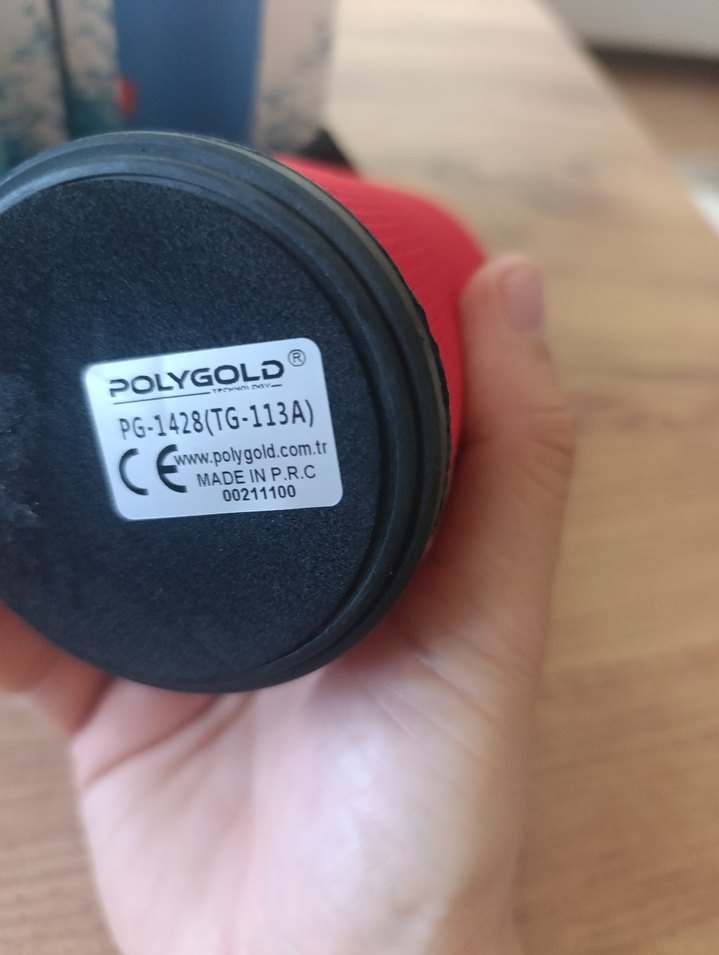 POLYGOLD®
TECHNOLOGY
PG-1428(TG-113A)
CE www.polygold.com.tr
MADE IN P.R.C
00211100